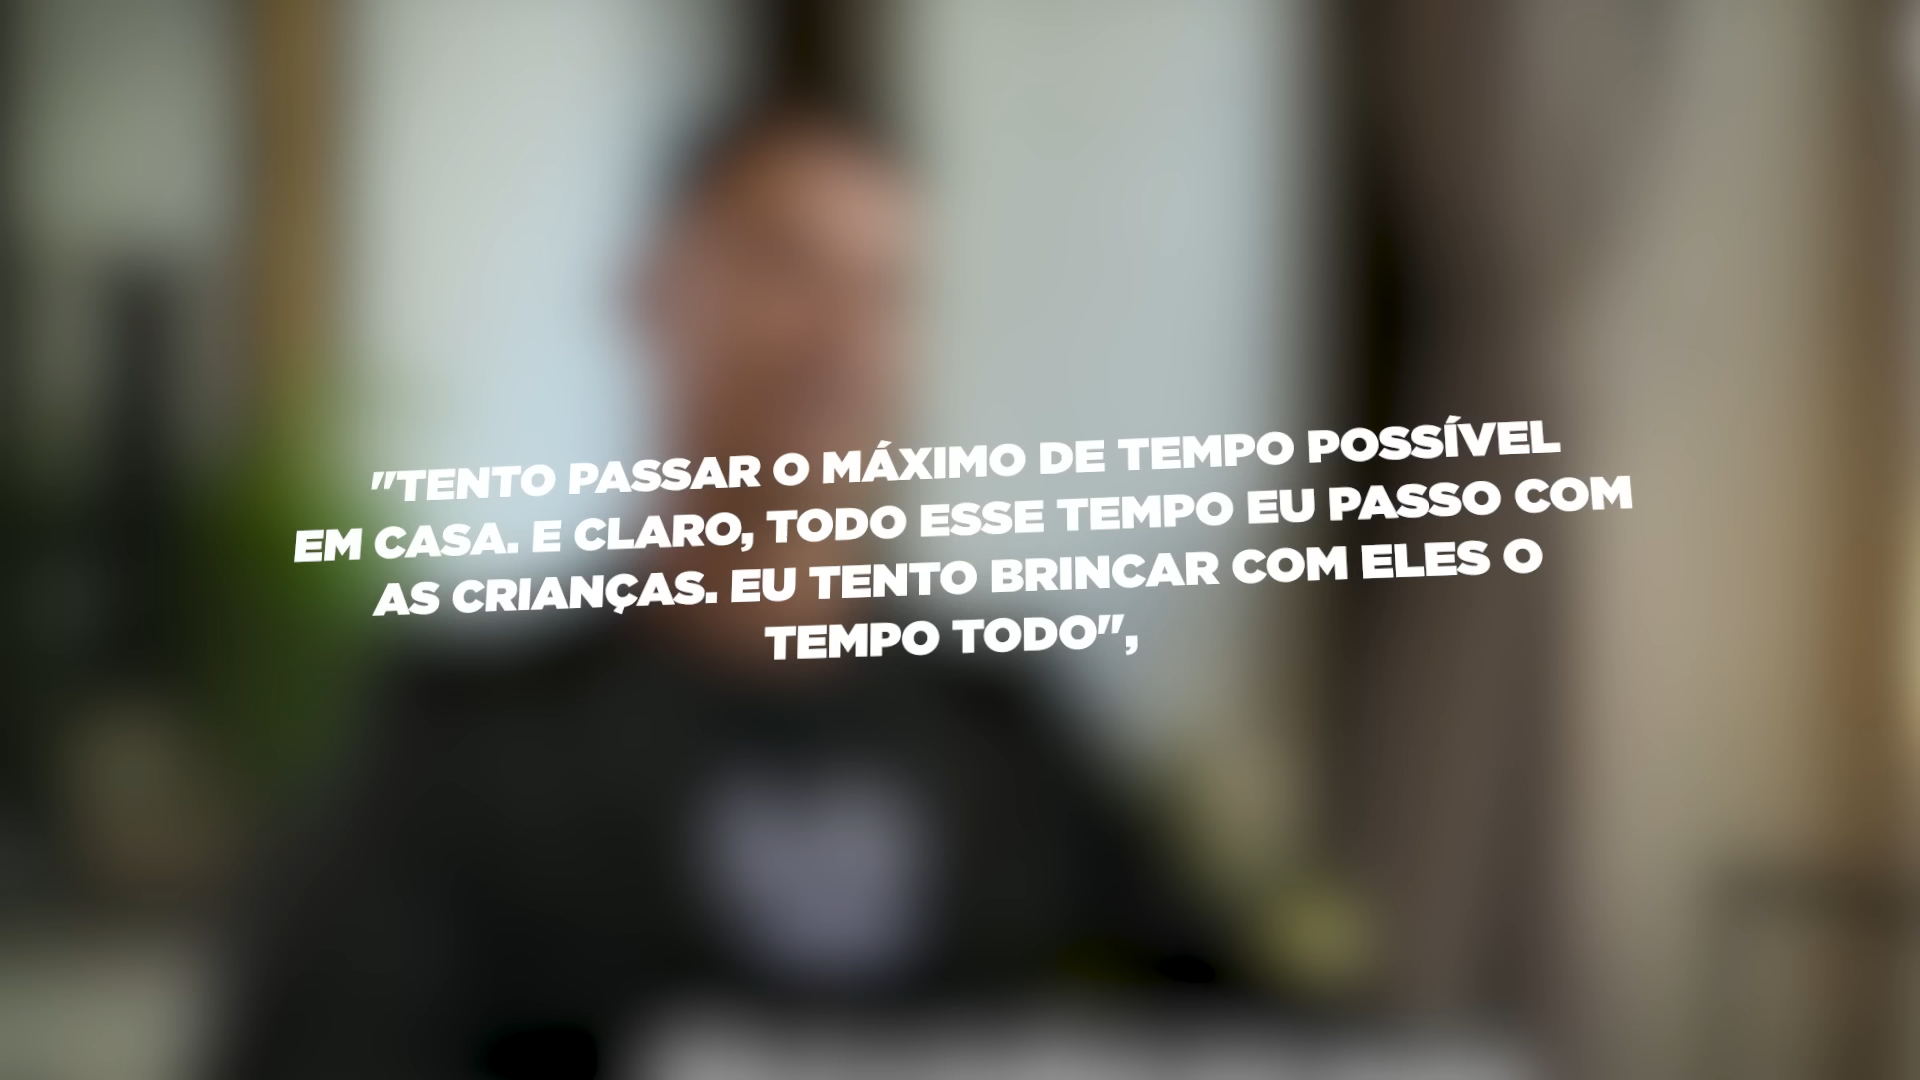 "TENTO PASSAR O MÁXIMO DE TEMPO POSSÍVEL
EM CASA. E CLARO, TODO ESSE TEMPO EU PASSO COM
AS CRIANÇAS. EU TENTO BRINCAR COM ELES O
TEMPO TODO",